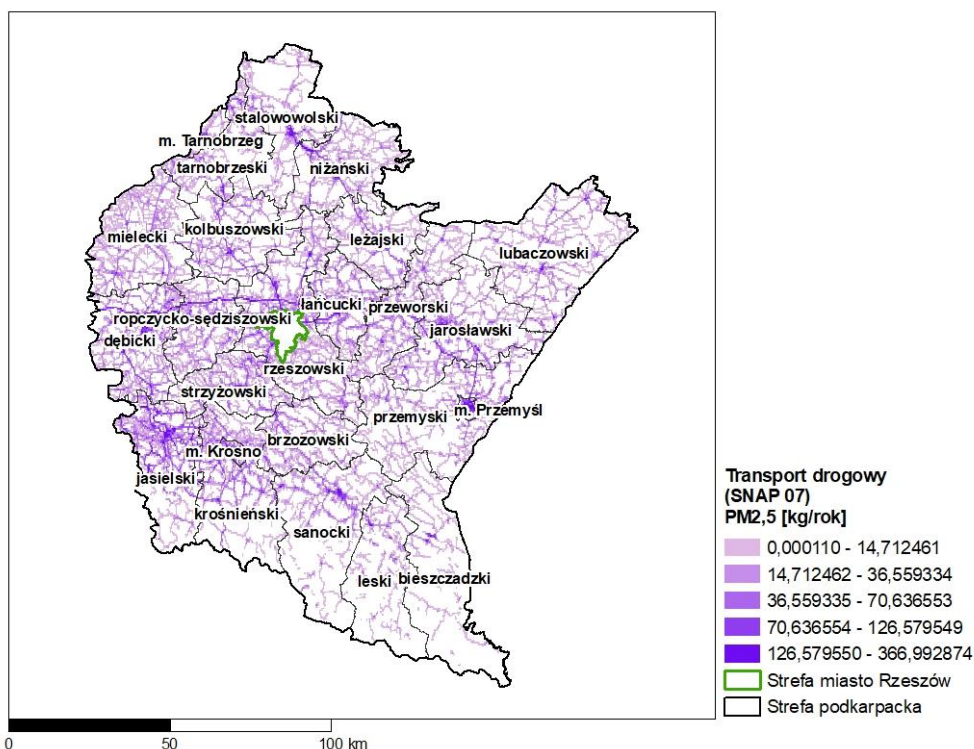 stalowowolski
m. Tarnobrzeg
tarnobrzeski
niżański
mielecki
kolbuszowski
leżajski
lubaczowski
łańcucki
przeworski
ropczycko-sędziszowski
jarosławski
dębicki
rzeszowski
strzyżowski
przemyski
m. Przemyśl
brzozowski
m. Krosno
jasielski
krośnieński
sanocki
leski
bieszczadzki
Transport drogowy
(SNAP 07)
PM2,5 [kg/rok]
0,000110 - 14,712461
14,712462 - 36,559334
36,559335 - 70,636553
70,636554 - 126,579549
126,579550 - 366,992874
Strefa miasto Rzeszów
Strefa podkarpacka
0 50 100 km